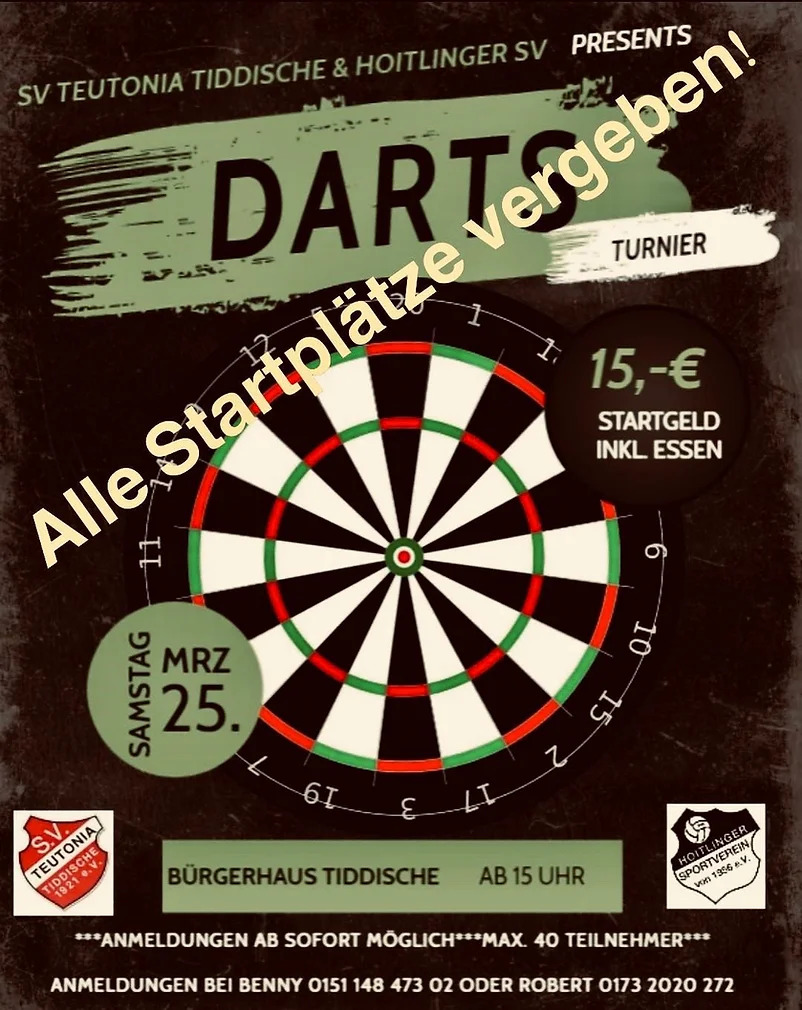 SV TEUTONIA TIDDISCHE & HOITLINGER SV PRESENTS
DARTS
TURNIER
Alle Startplätze vergeben!
15,-€
STARTGELD
INKL. ESSEN
12
1
14
11
6
10
15
2
17
3
19
7
SAMSTAG
MRZ
25.
S.V.
TEUTONIA
TIDDISCHE
1921 e.V.
HOITLINGER
SPORTVEREIN
von 1956 e.V.
BÜRGERHAUS TIDDISCHE AB 15 UHR
***ANMELDUNGEN AB SOFORT MÖGLICH***MAX. 40 TEILNEHMER***
ANMELDUNGEN BEI BENNY 0151 148 473 02 ODER ROBERT 0173 2020 272